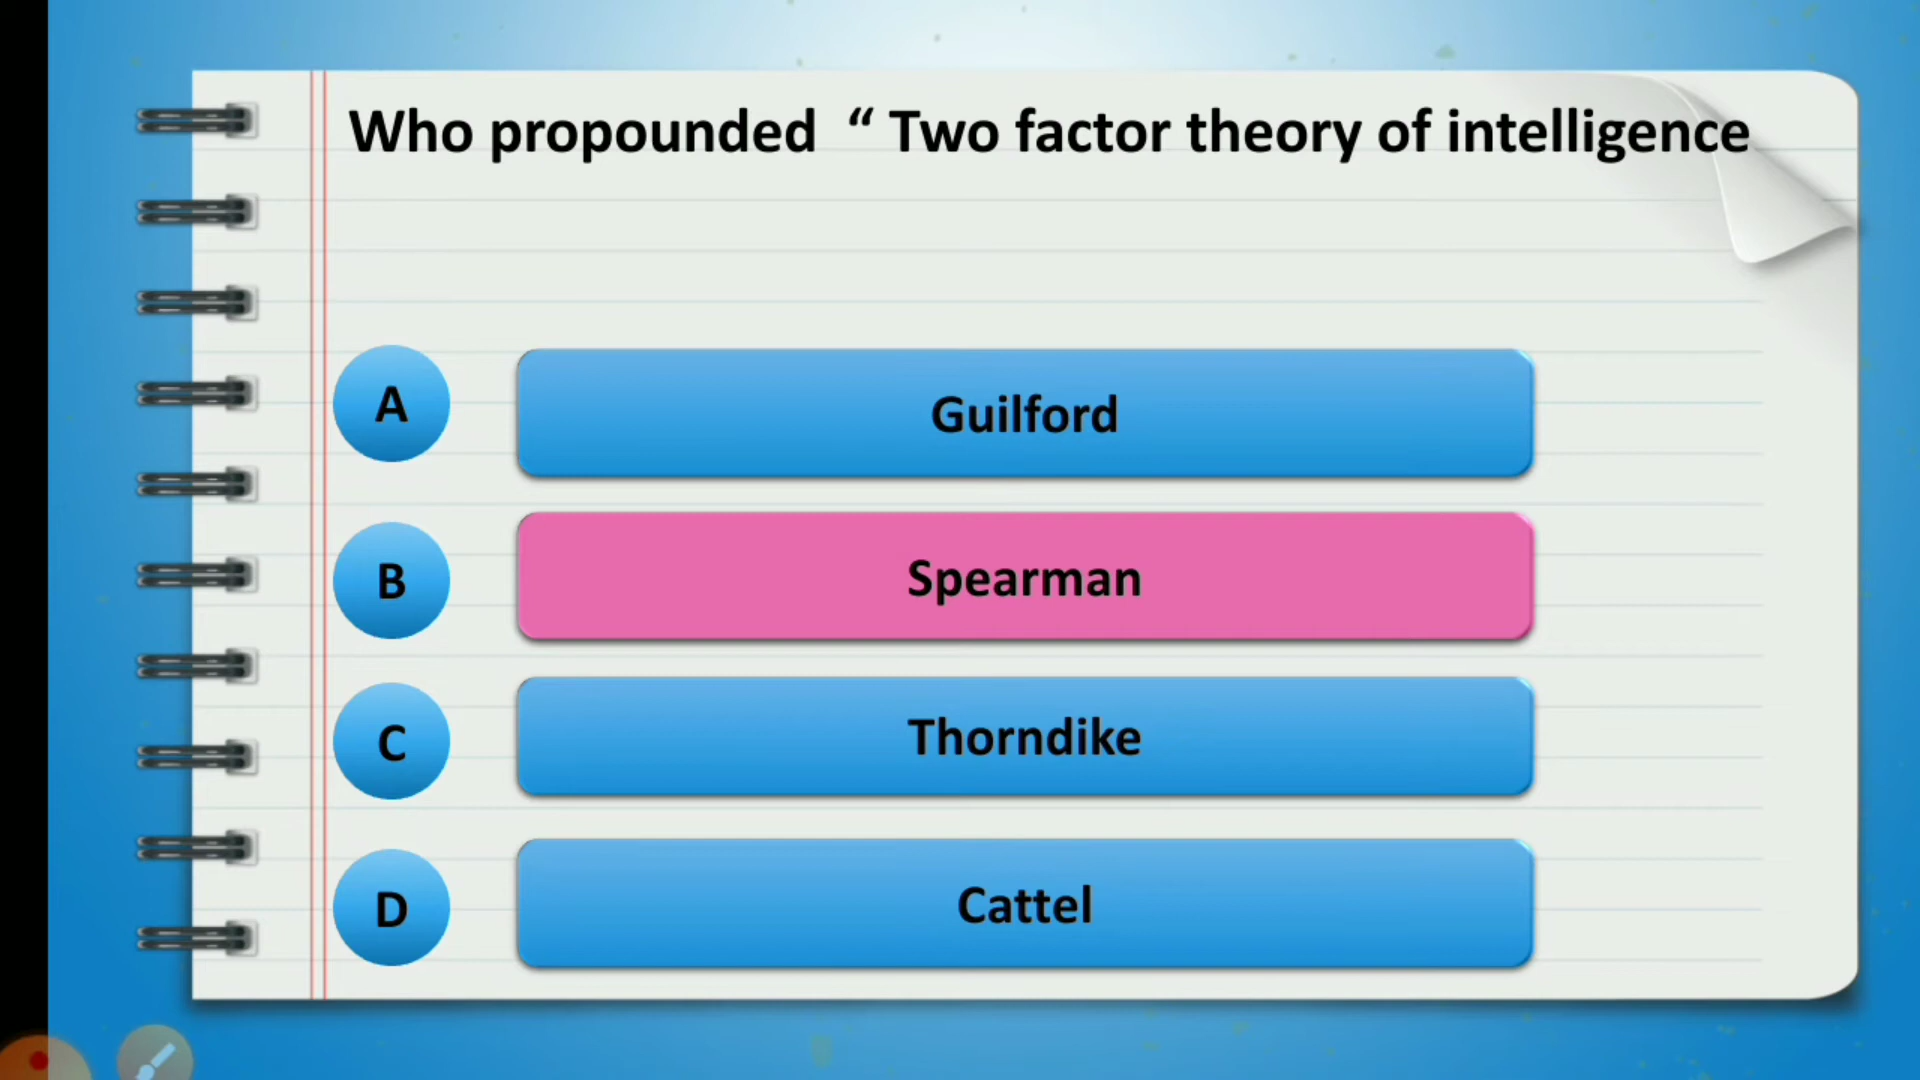 Who propounded “ Two factor theory of intelligence
A
Guilford
B
Spearman
C
Thorndike
D
Cattel